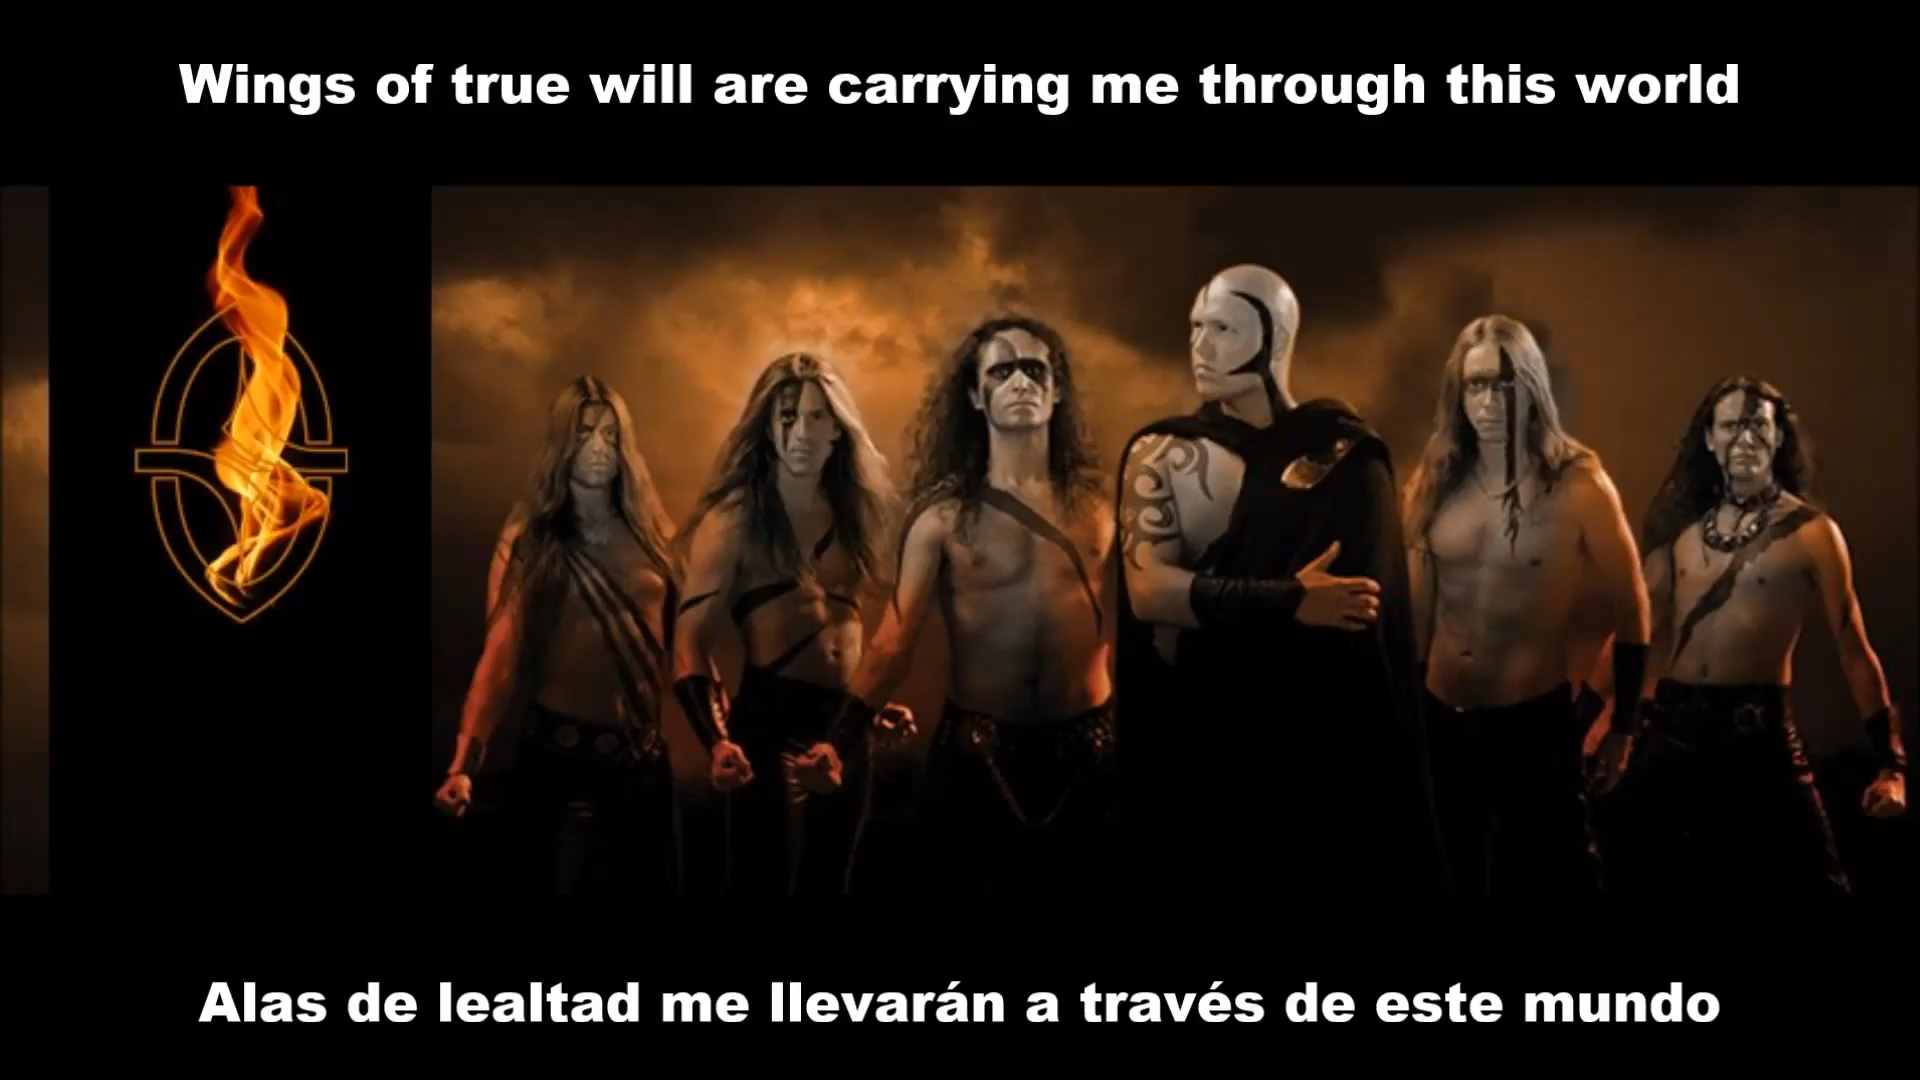 Wings of true will are carrying me through this world
Alas de lealtad me llevarán a través de este mundo